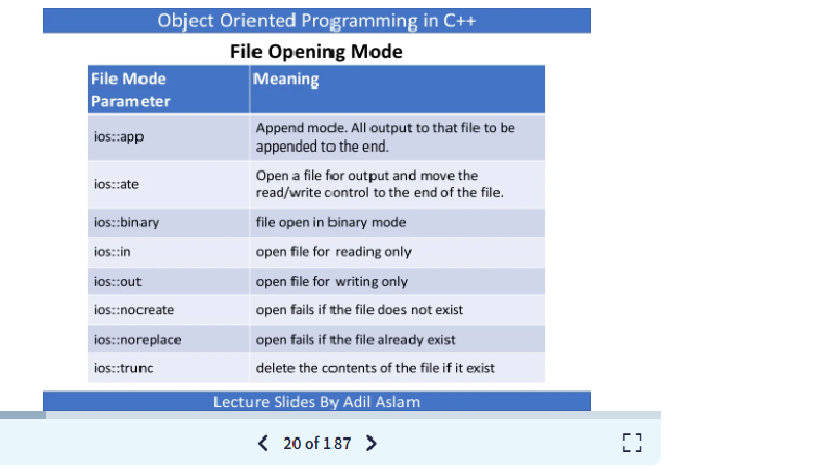 Object Oriented Programming in C++
File Opening Mode
File Mode
Parameter
Meaning
ios::app
Append mode. All output to that file to be
appended to the end.
ios::ate
Open a file for output and move the
read/write control to the end of the file.
ios::binary
file open in binary mode
ios::in
open file for reading only
ios::out
open file for writing only
ios::nocreate
open fails if the file does not exist
ios::noreplace
open fails if the file already exist
ios::trunc
delete the contents of the file if it exist
Lecture Slides By Adil Aslam
20 of 187